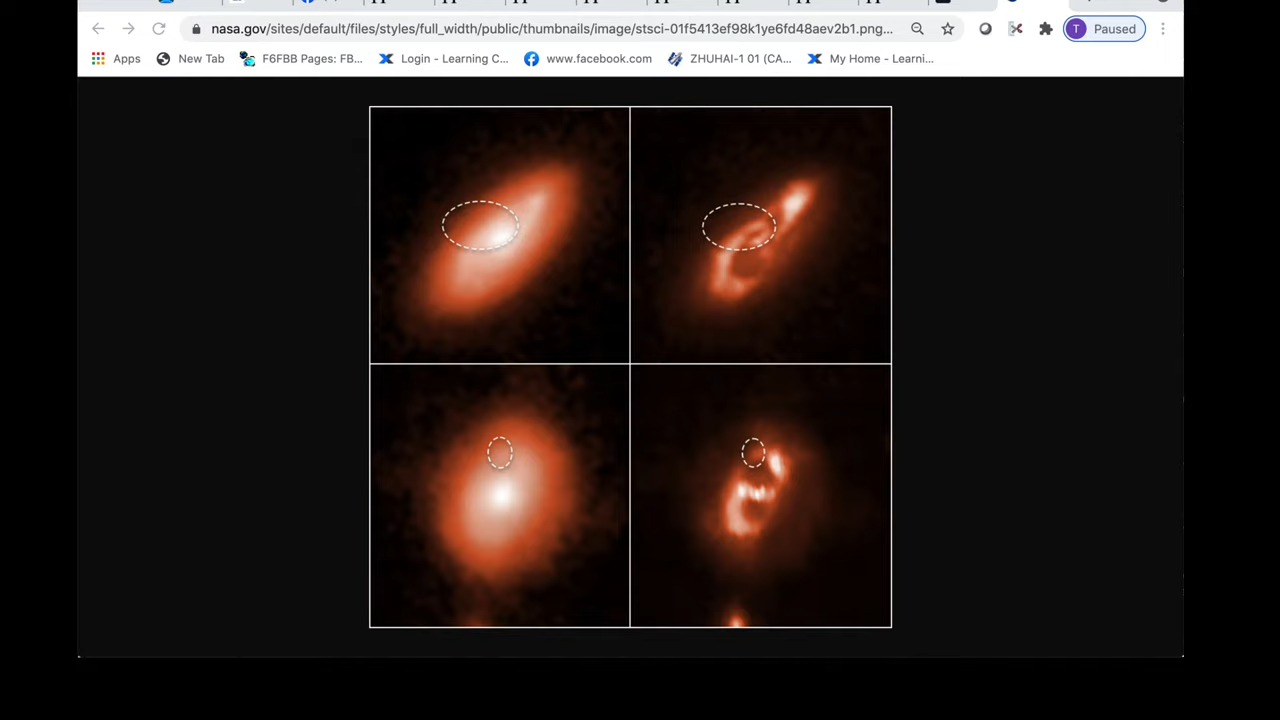 nasa.gov/sites/default/files/styles/full_width/public/thumbnails/image/stsci-01f5413ef98k1ye6fd48aev2b1.png...
T Paused
Apps New Tab F6FBB Pages: FB... Login - Learning C... www.facebook.com ZHUHAI-1 01 (CA... My Home - Learni...